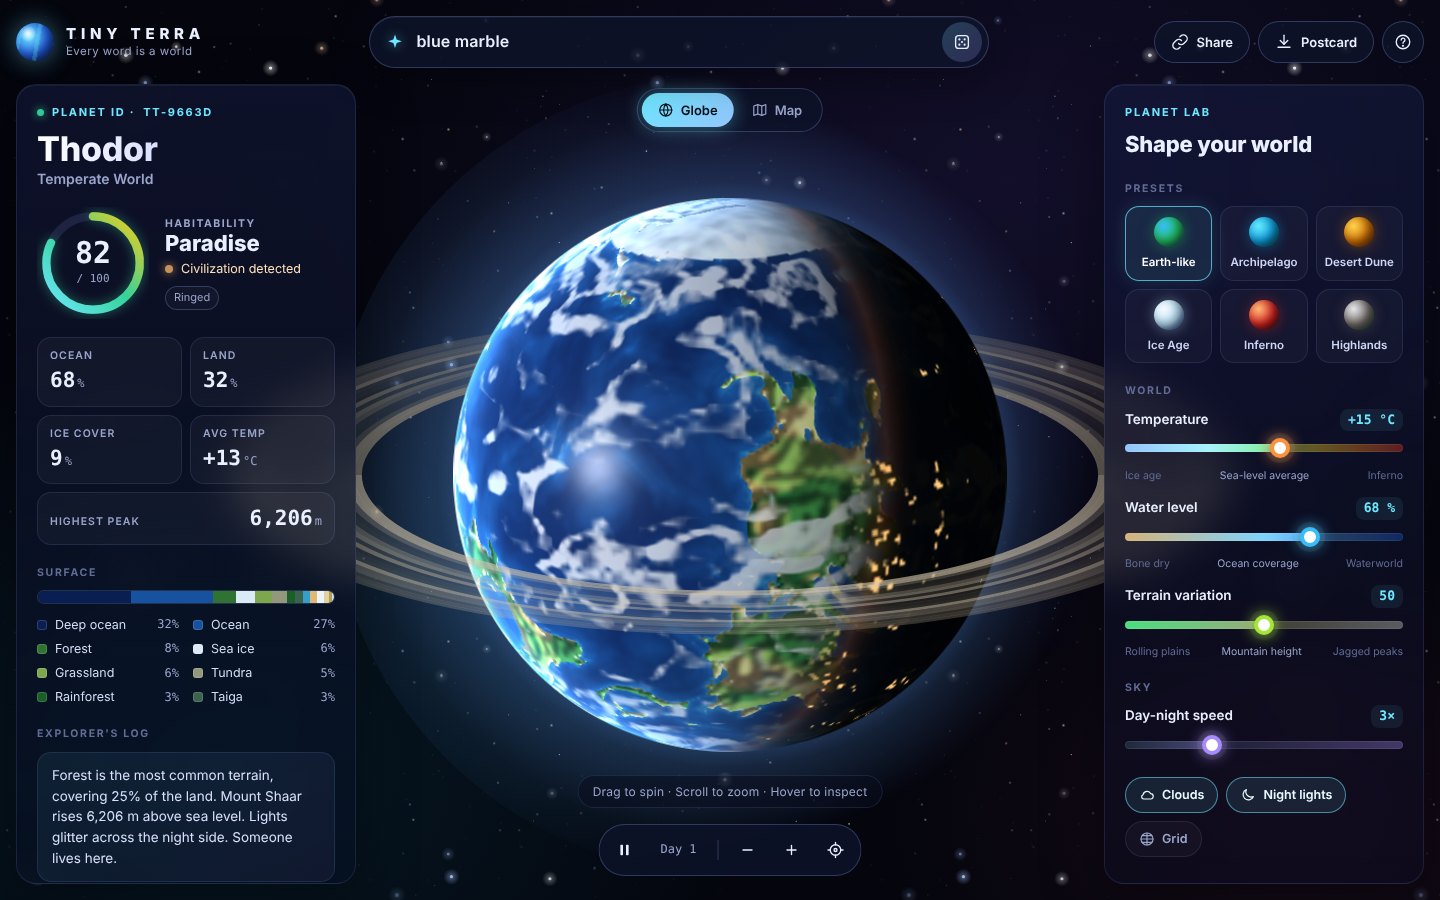 TINY TERRA
Every word is a world
blue marble
Share
Postcard
PLANET ID · TT-9663D
Thodor
Temperate World
82
/ 100
HABITABILITY
Paradise
Civilization detected
Ringed
OCEAN
68%
LAND
32%
ICE COVER
9%
AVG TEMP
+13°C
HIGHEST PEAK
6,206m
SURFACE
Deep ocean 32%
Ocean 27%
Forest 8%
Sea ice 6%
Grassland 6%
Tundra 5%
Rainforest 3%
Taiga 3%
EXPLORER'S LOG
Forest is the most common terrain,
covering 25% of the land. Mount Shaar
rises 6,206 m above sea level. Lights
glitter across the night side. Someone
lives here.
Globe
Map
Drag to spin · Scroll to zoom · Hover to inspect
Day 1
PLANET LAB
Shape your world
PRESETS
Earth-like
Archipelago
Desert Dune
Ice Age
Inferno
Highlands
WORLD
Temperature +15 °C
Ice age Sea-level average Inferno
Water level 68 %
Bone dry Ocean coverage Waterworld
Terrain variation 50
Rolling plains Mountain height Jagged peaks
SKY
Day-night speed 3×
Clouds
Night lights
Grid